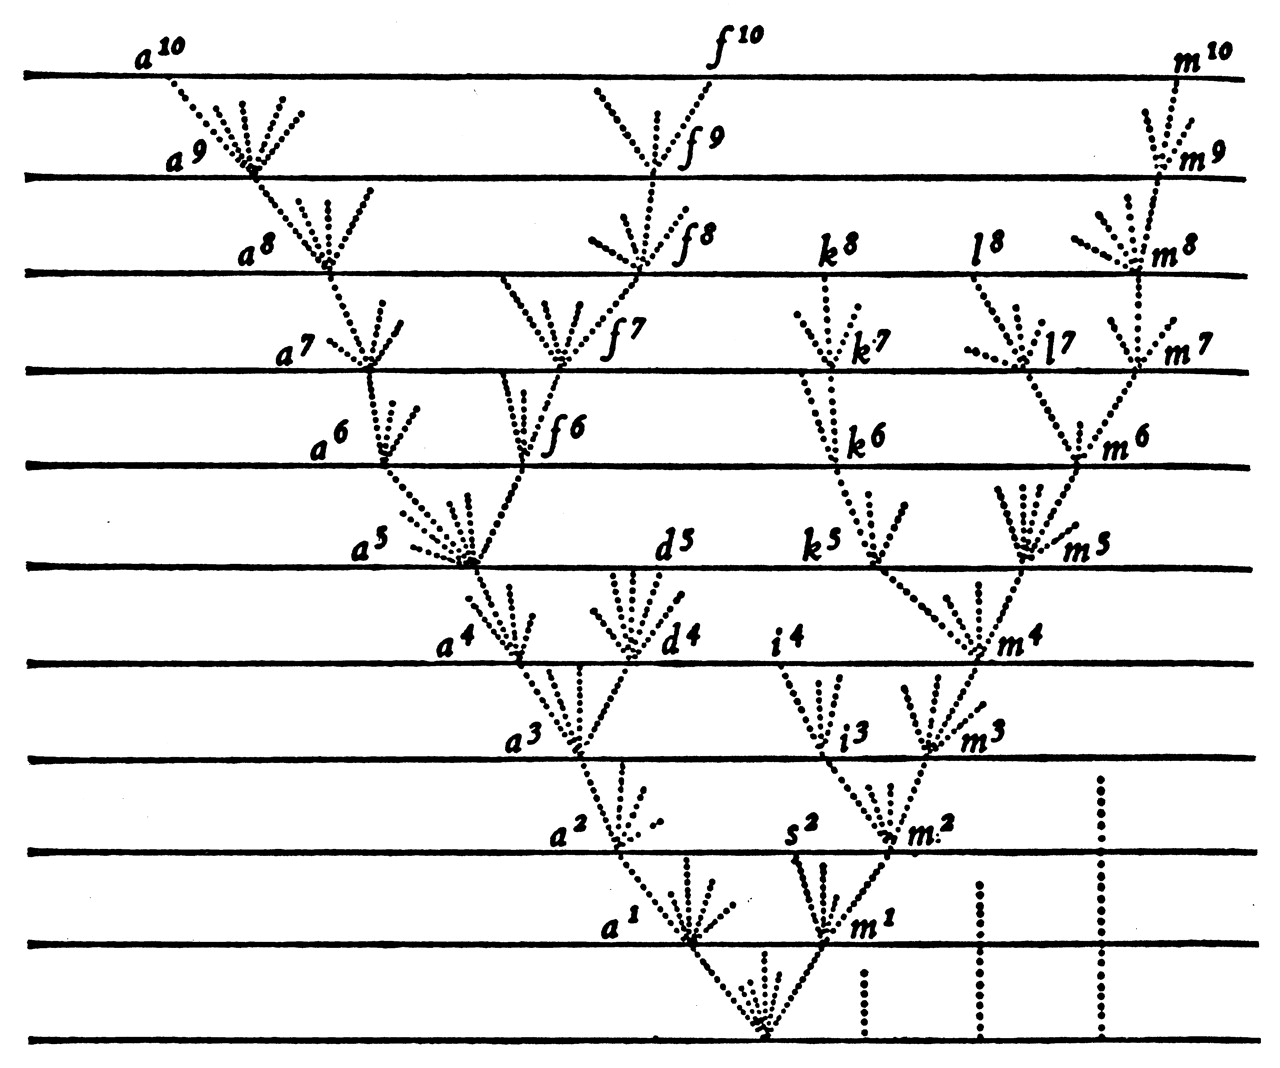 a¹⁰ f¹⁰ m¹⁰
a⁹ f⁹ m⁹
a⁸ f⁸ k⁸ l⁸ m⁸
a⁷ f⁷ k⁷ l⁷ m⁷
a⁶ f⁶ k⁶ m⁶
a⁵ d⁵ k⁵ m⁵
a⁴ d⁴ i⁴ m⁴
a³ i³ m³
a² s² m²
a¹ m¹